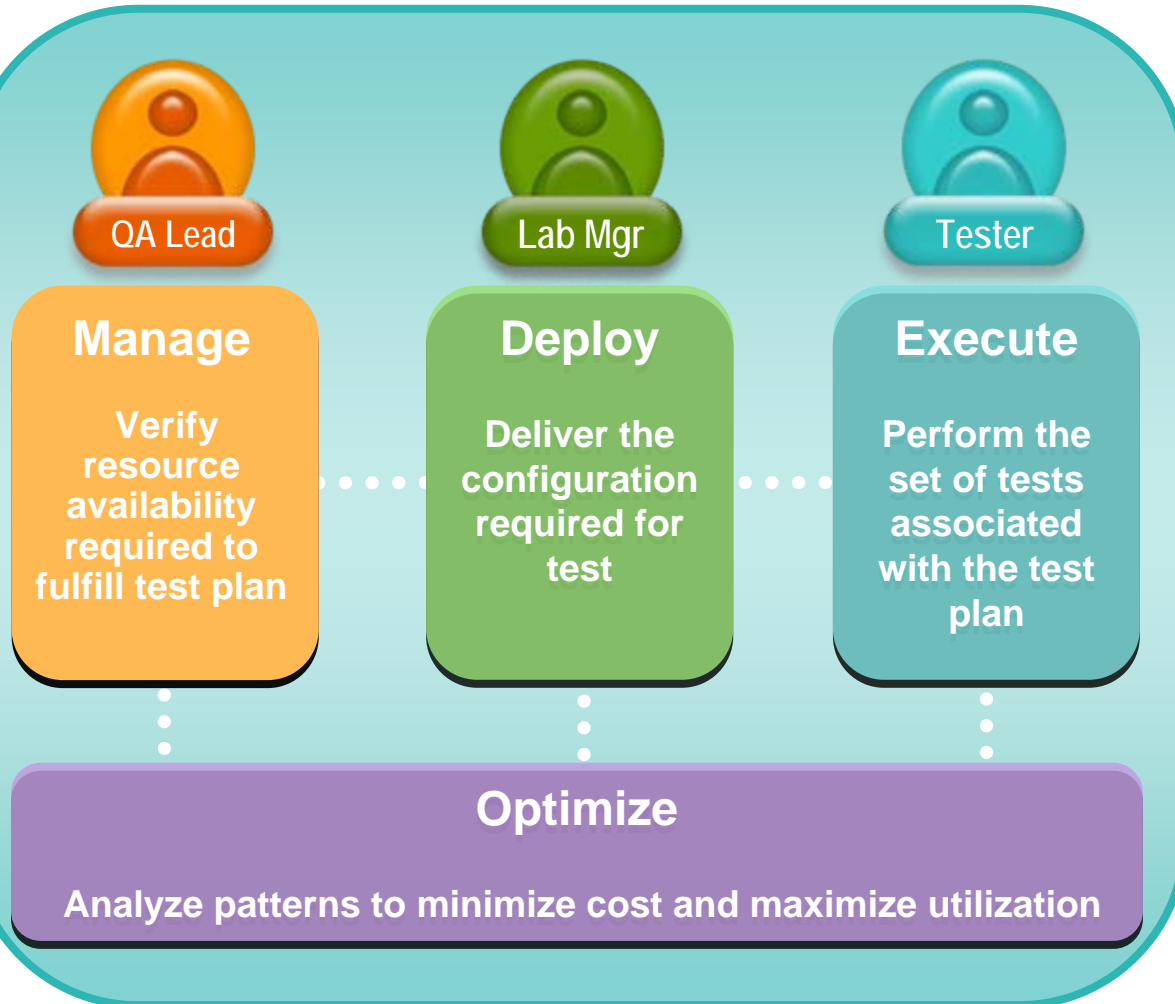 QA Lead
Lab Mgr
Tester
Manage
Verify
resource
availability
required to
fulfill test plan
Deploy
Deliver the
configuration
required for
test
Execute
Perform the
set of tests
associated
with the test
plan
Optimize
Analyze patterns to minimize cost and maximize utilization